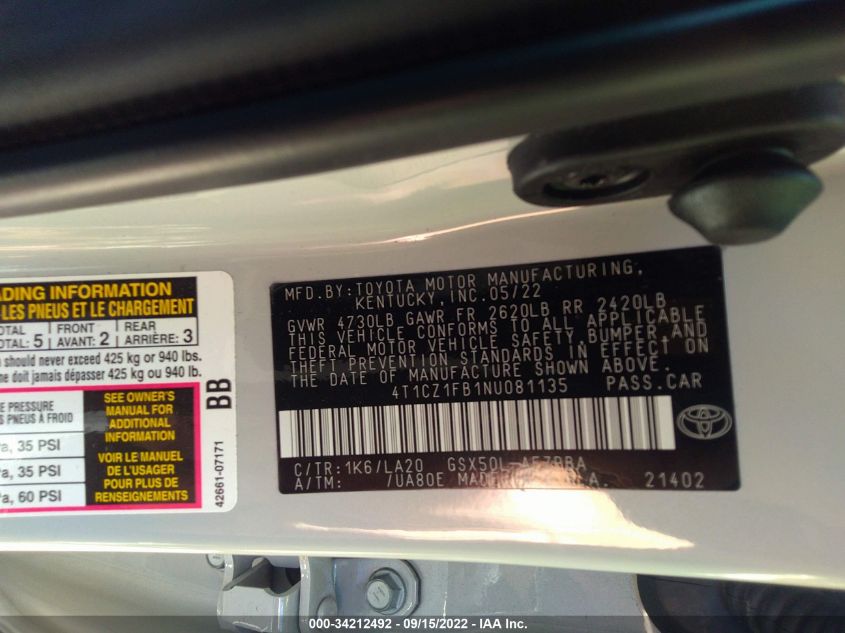 ADING INFORMATION
LES PNEUS ET LE CHARGEMENT
TOTAL 5 FRONT AVANT: 2 REAR ARRIÈRE: 3
should never exceed 425 kg or 940 lbs.
ne doit jamais dépasser 425 kg ou 940 lb.
E PRESSURE
S PNEUS À FROID
a, 35 PSI
a, 35 PSI
a, 60 PSI
SEE OWNER'S
MANUAL FOR
ADDITIONAL
INFORMATION
VOIR LE MANUEL
DE L'USAGER
POUR PLUS DE
RENSEIGNEMENTS
BB
42661-07171
MFD.BY:TOYOTA MOTOR MANUFACTURING,
KENTUCKY,INC.05/22
GVWR 4730LB GAWR FR 2620LB RR 2420LB
THIS VEHICLE CONFORMS TO ALL APPLICABLE
FEDERAL MOTOR VEHICLE SAFETY,BUMPER,AND
THEFT PREVENTION STANDARDS IN EFFECT ON
THE DATE OF MANUFACTURE SHOWN ABOVE.
4T1CZ1FB1NU081135 PASS.CAR
C/TR:1K6/LA20 GSX50L-
A/TM: /UA80E 21402
000-34212492 - 09/15/2022 - IAA Inc.